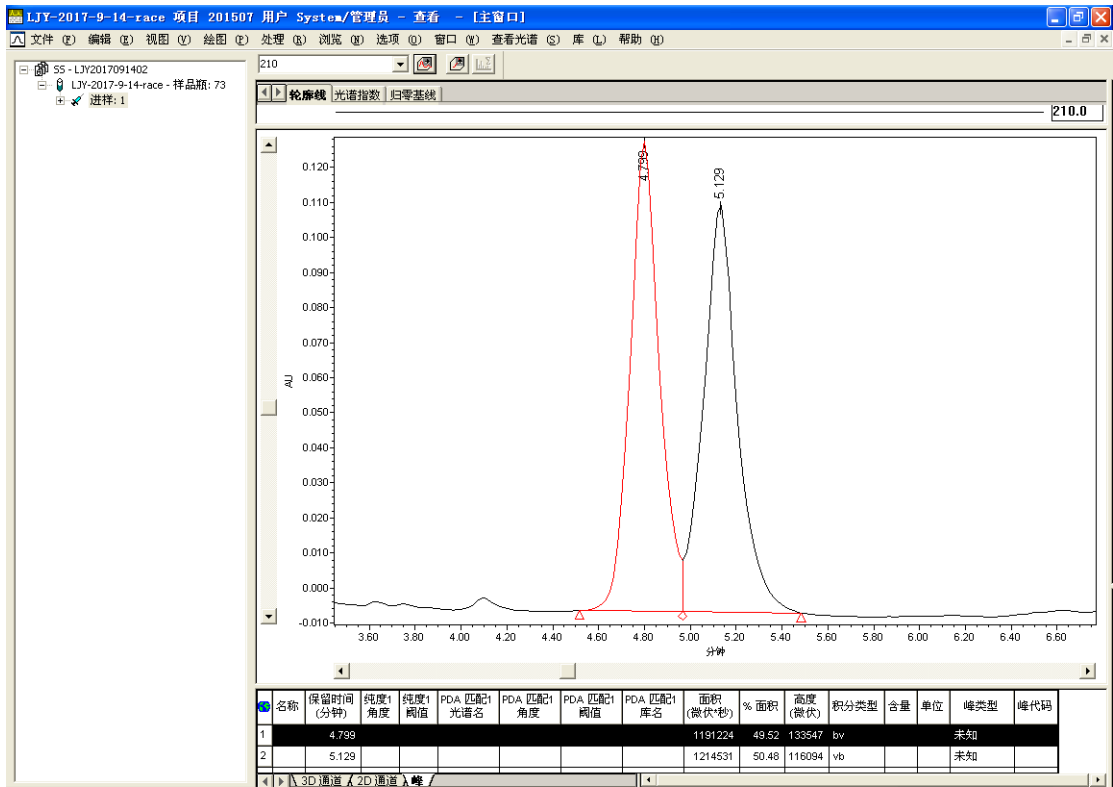 LJY-2017-9-14-race 项目 201507 用户 System/管理员 - 查看 - [主窗口]
文件(F) 编辑(E) 视图(V) 绘图(P) 处理(R) 浏览(N) 选项(O) 窗口(W) 查看光谱(S) 库(L) 帮助(H)
SS - LJY2017091402
LJY-2017-9-14-race - 样品瓶: 73
进样: 1
210
轮廓线 光谱指数 归零基线
210.0
4.799
5.129
0.120
0.110
0.100
0.090
0.080
0.070
0.060
0.050
0.040
0.030
0.020
0.010
0.000
-0.010
AU
3.60 3.80 4.00 4.20 4.40 4.60 4.80 5.00 5.20 5.40 5.60 5.80 6.00 6.20 6.40 6.60
分钟
名称 保留时间 (分钟) 纯度1 角度 纯度1 阈值 PDA 匹配1 光谱名 PDA 匹配1 角度 PDA 匹配1 阈值 PDA 匹配1 库名 面积 (微伏*秒) % 面积 高度 (微伏) 积分类型 含量 单位 峰类型 峰代码
1 4.799 1191224 49.52 133547 bv 未知
2 5.129 1214531 50.48 116094 vb 未知
3D 通道 2D 通道 峰